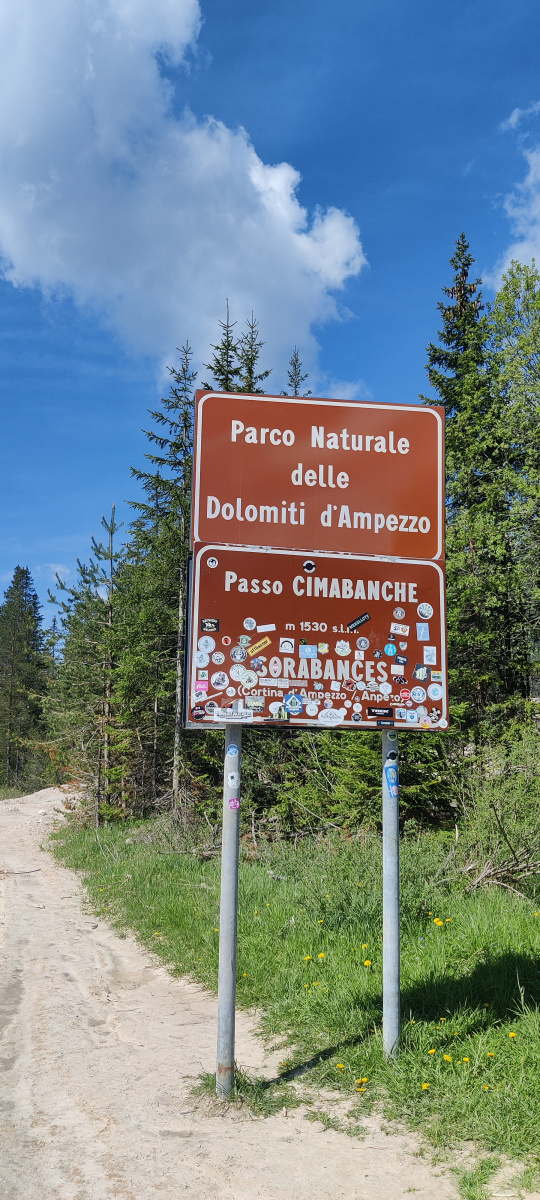 Parco Naturale
delle
Dolomiti d'Ampezzo
Passo CIMABANCHE
m 1530 s.l.m.
SORABANCES
(Cortina d'Ampezzo / Anpezo)